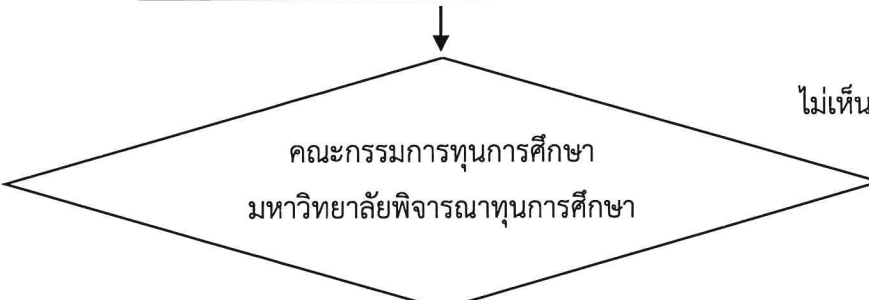 ไม่เห็น
คณะกรรมการทุนการศึกษา
มหาวิทยาลัยพิจารณาทุนการศึกษา